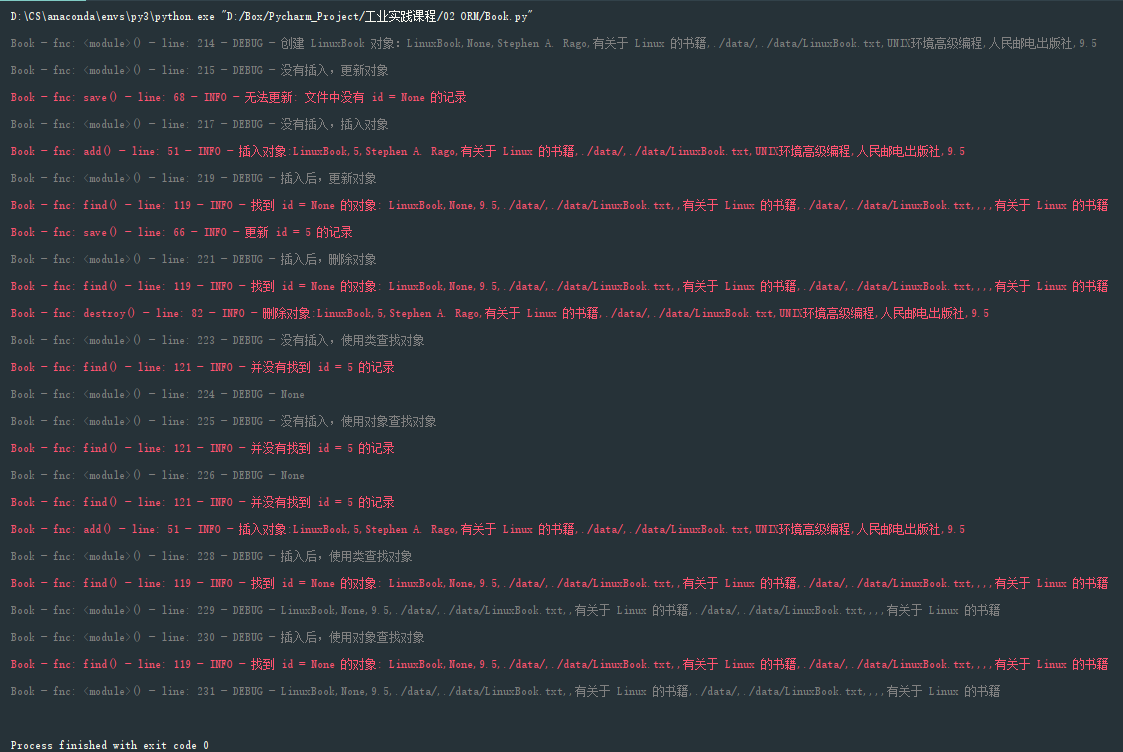 D:\CS\anaconda\envs\py3\python.exe "D:/Box/Pycharm_Project/工业实践课程/02 ORM/Book.py"
Book - fnc: <module>() - line: 214 - DEBUG - 创建 LinuxBook 对象: LinuxBook,None,Stephen A. Rago,有关于 Linux 的书籍,../data/,../data/LinuxBook.txt,UNIX环境高级编程,人民邮电出版社,9.5
Book - fnc: <module>() - line: 215 - DEBUG - 没有插入，更新对象
Book - fnc: save() - line: 68 - INFO - 无法更新: 文件中没有 id = None 的记录
Book - fnc: <module>() - line: 217 - DEBUG - 没有插入，插入对象
Book - fnc: add() - line: 51 - INFO - 插入对象:LinuxBook,5,Stephen A. Rago,有关于 Linux 的书籍,../data/,../data/LinuxBook.txt,UNIX环境高级编程,人民邮电出版社,9.5
Book - fnc: <module>() - line: 219 - DEBUG - 插入后，更新对象
Book - fnc: find() - line: 119 - INFO - 找到 id = None 的对象: LinuxBook,None,9.5,./data/,./data/LinuxBook.txt,,有关于 Linux 的书籍,../data/,../data/LinuxBook.txt,,,,有关于 Linux 的书籍
Book - fnc: save() - line: 66 - INFO - 更新 id = 5 的记录
Book - fnc: <module>() - line: 221 - DEBUG - 插入后，删除对象
Book - fnc: find() - line: 119 - INFO - 找到 id = None 的对象: LinuxBook,None,9.5,./data/,./data/LinuxBook.txt,,有关于 Linux 的书籍,../data/,../data/LinuxBook.txt,,,,有关于 Linux 的书籍
Book - fnc: destroy() - line: 82 - INFO - 删除对象:LinuxBook,5,Stephen A. Rago,有关于 Linux 的书籍,../data/,../data/LinuxBook.txt,UNIX环境高级编程,人民邮电出版社,9.5
Book - fnc: <module>() - line: 223 - DEBUG - 没有插入，使用类查找对象
Book - fnc: find() - line: 121 - INFO - 并没有找到 id = 5 的记录
Book - fnc: <module>() - line: 224 - DEBUG - None
Book - fnc: <module>() - line: 225 - DEBUG - 没有插入，使用对象查找对象
Book - fnc: find() - line: 121 - INFO - 并没有找到 id = 5 的记录
Book - fnc: <module>() - line: 226 - DEBUG - None
Book - fnc: find() - line: 121 - INFO - 并没有找到 id = 5 的记录
Book - fnc: add() - line: 51 - INFO - 插入对象:LinuxBook,5,Stephen A. Rago,有关于 Linux 的书籍,../data/,../data/LinuxBook.txt,UNIX环境高级编程,人民邮电出版社,9.5
Book - fnc: <module>() - line: 228 - DEBUG - 插入后，使用类查找对象
Book - fnc: find() - line: 119 - INFO - 找到 id = None 的对象: LinuxBook,None,9.5,./data/,./data/LinuxBook.txt,,有关于 Linux 的书籍,../data/,../data/LinuxBook.txt,,,,有关于 Linux 的书籍
Book - fnc: <module>() - line: 229 - DEBUG - LinuxBook,None,9.5,./data/,./data/LinuxBook.txt,,有关于 Linux 的书籍,../data/,../data/LinuxBook.txt,,,,有关于 Linux 的书籍
Book - fnc: <module>() - line: 230 - DEBUG - 插入后，使用对象查找对象
Book - fnc: find() - line: 119 - INFO - 找到 id = None 的对象: LinuxBook,None,9.5,./data/,./data/LinuxBook.txt,,有关于 Linux 的书籍,../data/,../data/LinuxBook.txt,,,,有关于 Linux 的书籍
Book - fnc: <module>() - line: 231 - DEBUG - LinuxBook,None,9.5,./data/,./data/LinuxBook.txt,,有关于 Linux 的书籍,../data/,../data/LinuxBook.txt,,,,有关于 Linux 的书籍
Process finished with exit code 0